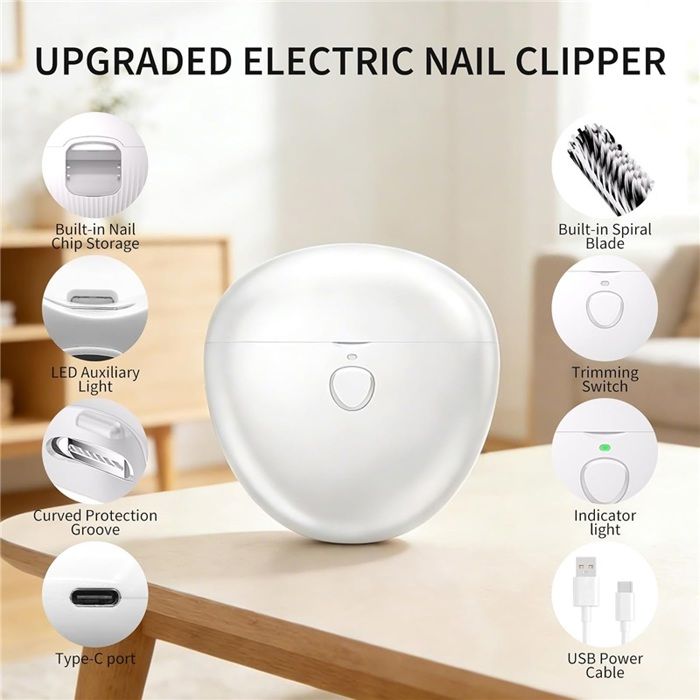 UPGRADED ELECTRIC NAIL CLIPPER
Built-in Nail
Chip Storage
Built-in Spiral
Blade
LED Auxiliary
Light
Trimming
Switch
Curved Protection
Groove
Indicator
light
Type-C port
USB Power
Cable